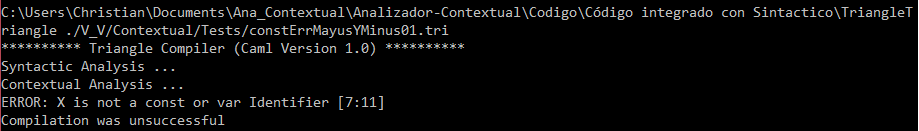 C:\Users\Christian\Documents\Ana_Contextual\Analizador-Contextual\Codigo\Código integrado con Sintactico\TriangleT
riangle ./V_V/Contextual/Tests/constErrMayusYMinus01.tri
********** Triangle Compiler (Caml Version 1.0) **********
Syntactic Analysis ...
Contextual Analysis ...
ERROR: X is not a const or var Identifier [7:11]
Compilation was unsuccessful